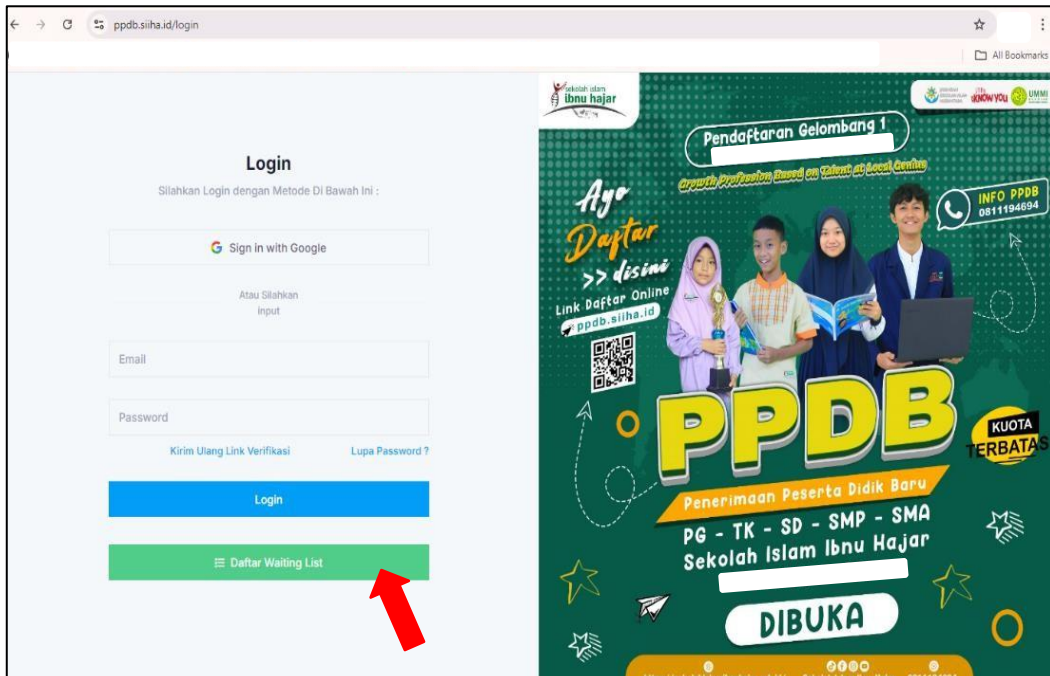 ppdb.siiha.id/login
All Bookmarks
Login
Silahkan Login dengan Metode Di Bawah Ini :
Sign in with Google
Atau Silahkan
input
Email
Password
Kirim Ulang Link Verifikasi
Lupa Password ?
Login
Daftar Waiting List
sekolah islam
ibnu hajar
KNOW YOU
UMMI
Pendaftaran Gelombang 1
Growth Profession Based on Talent at Local Genius
Ayo
Daftar
>> disini
Link Daftar Online
ppdb.siiha.id
INFO PPDB
0811194694
PPDB
KUOTA
TERBATAS
Penerimaan Peserta Didik Baru
PG - TK - SD - SMP - SMA
Sekolah Islam Ibnu Hajar
DIBUKA